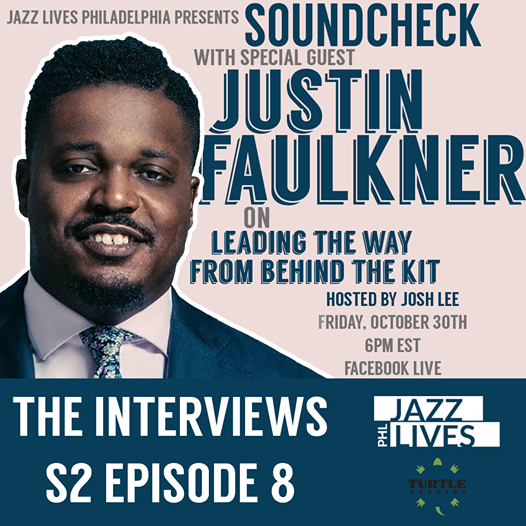 JAZZ LIVES PHILADELPHIA PRESENTS
SOUNDCHECK
WITH SPECIAL GUEST
JUSTIN
FAULKNER
ON
LEADING THE WAY
FROM BEHIND THE KIT
HOSTED BY JOSH LEE
FRIDAY, OCTOBER 30TH
6PM EST
FACEBOOK LIVE
THE INTERVIEWS
S2 EPISODE 8
PHL
JAZZ
LIVES
TURTLE
STUDIOS